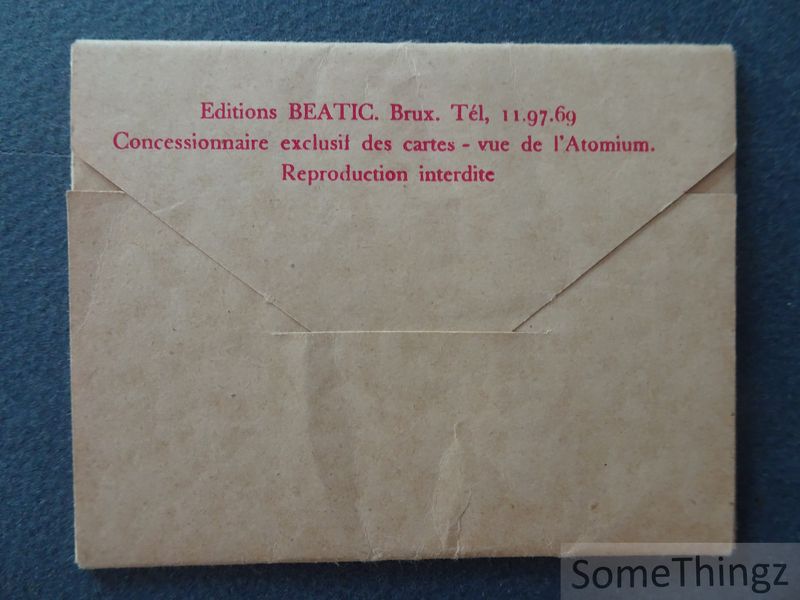 Editions BEATIC. Brux. Tél, 11.97.69
Concessionnaire exclusif des cartes - vue de l'Atomium.
Reproduction interdite
SomeThingz